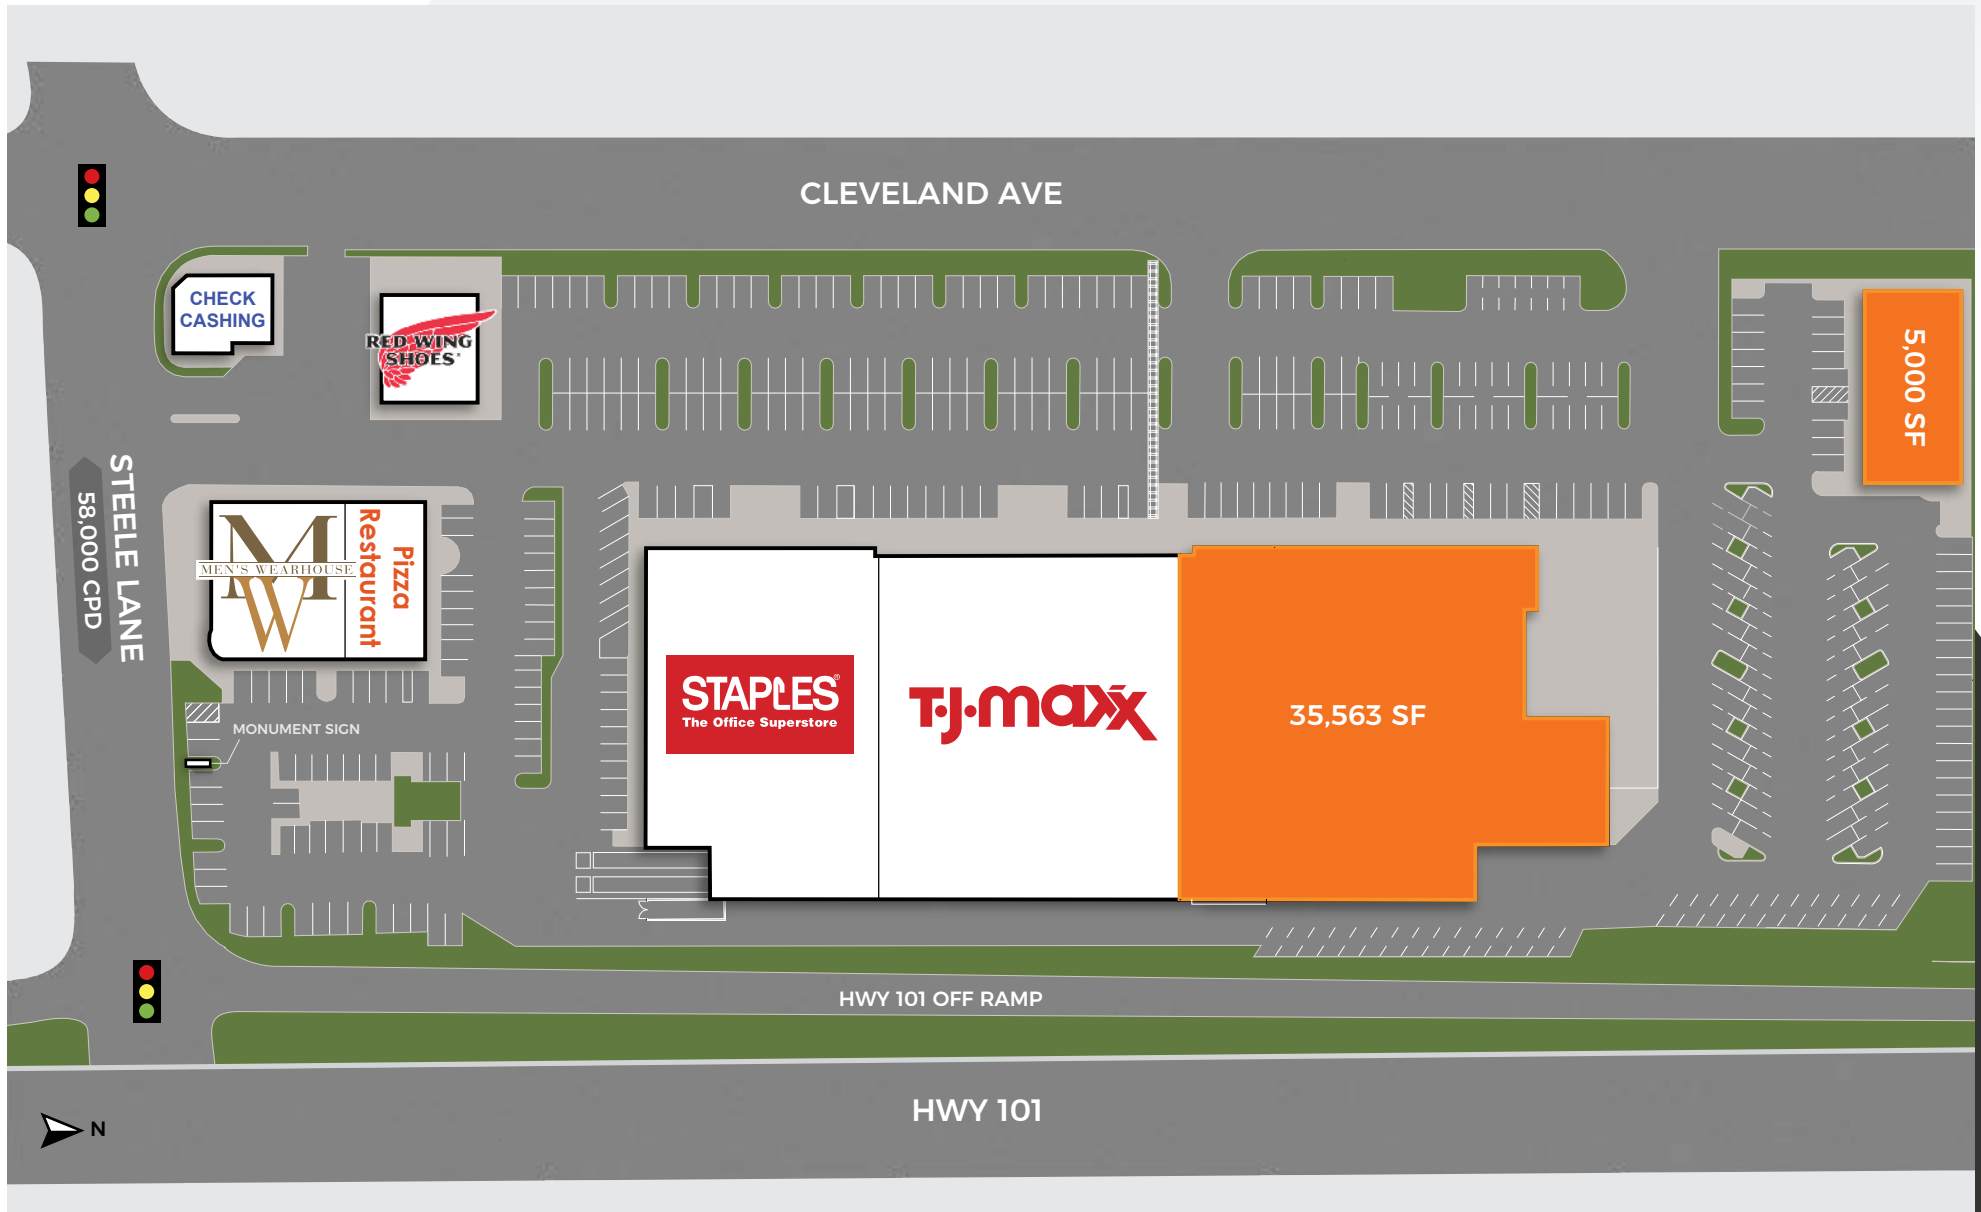 CLEVELAND AVE
CHECK
CASHING
RED WING
SHOES®
5,000 SF
STEELE LANE
58,000 CPD
MW
MEN'S WEARHOUSE
Pizza
Restaurant
MONUMENT SIGN
STAPLES®
The Office Superstore
T·J·maxx
35,563 SF
HWY 101 OFF RAMP
HWY 101
N